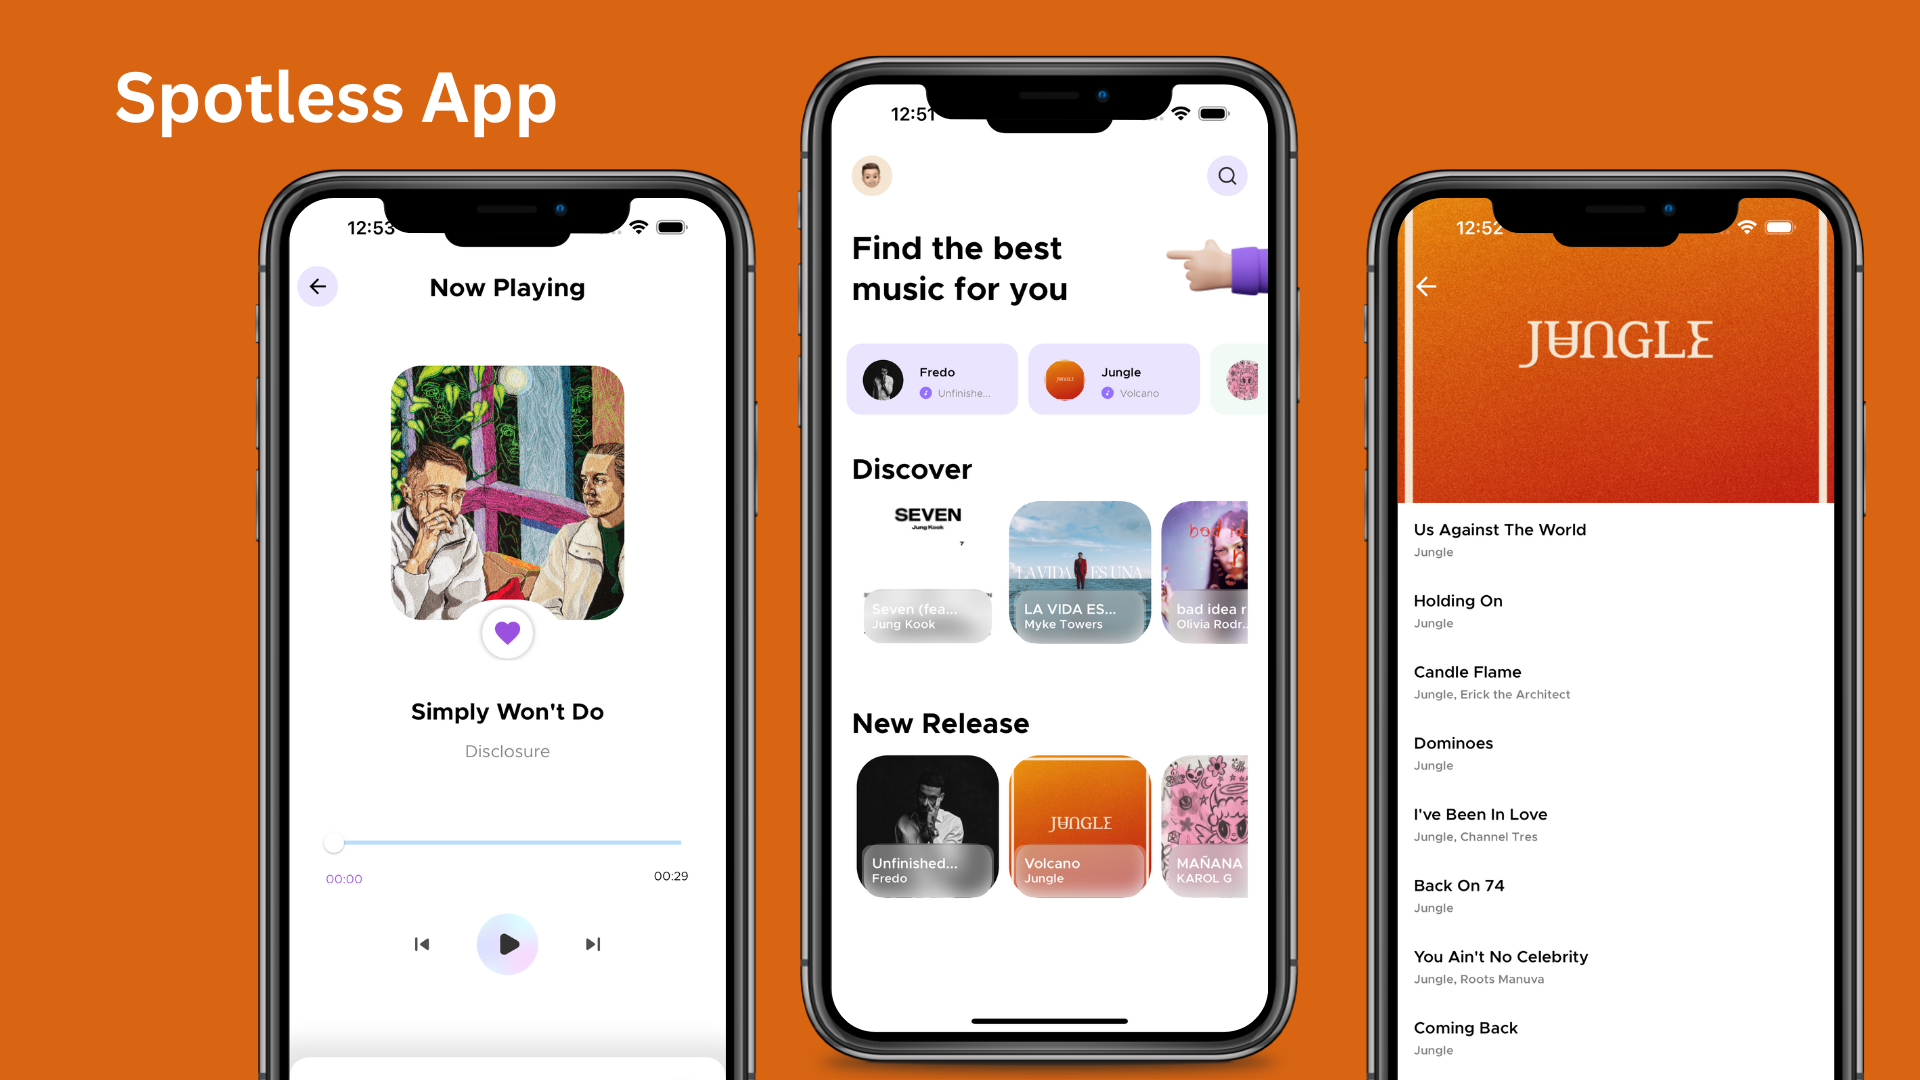 Spotless App
12:53
Now Playing
Simply Won't Do
Disclosure
00:00
00:29
12:51
Find the best
music for you
Fredo
Unfinishe...
Jungle
Volcano
Discover
SEVEN
Jung Kook
7
Seven (fea...
Jung Kook
LA VIDA ES UNA
LA VIDA ES...
Myke Towers
bad id
bad idea r
Olivia Rodr...
New Release
Unfinished...
Fredo
JUNGLE
Volcano
Jungle
MAÑANA
KAROL G
12:52
JUNGLE
Us Against The World
Jungle
Holding On
Jungle
Candle Flame
Jungle, Erick the Architect
Dominoes
Jungle
I've Been In Love
Jungle, Channel Tres
Back On 74
Jungle
You Ain't No Celebrity
Jungle, Roots Manuva
Coming Back
Jungle